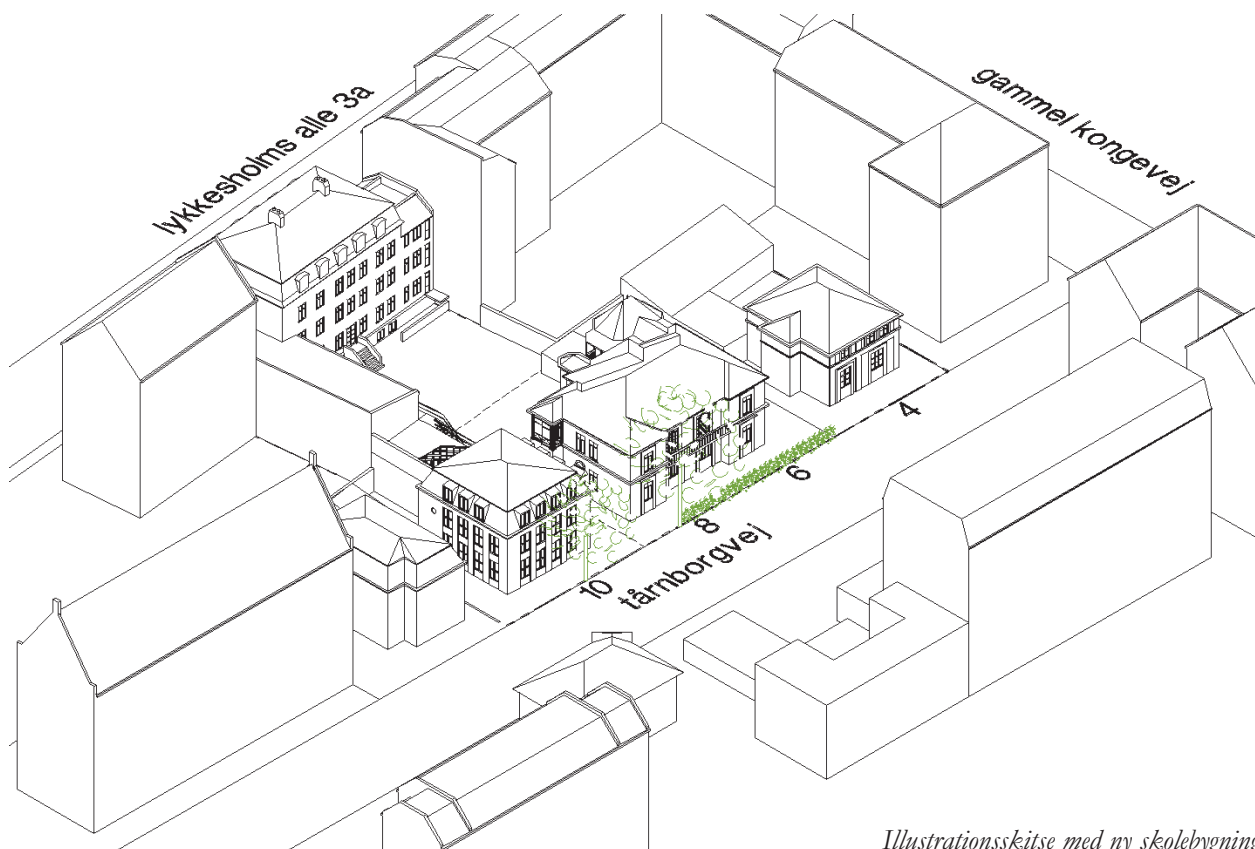 lykkesholms alle 3a
gammel kongevej
4
6
8
10
tårnborgvej
Illustrationsskitse med ny skolebygning